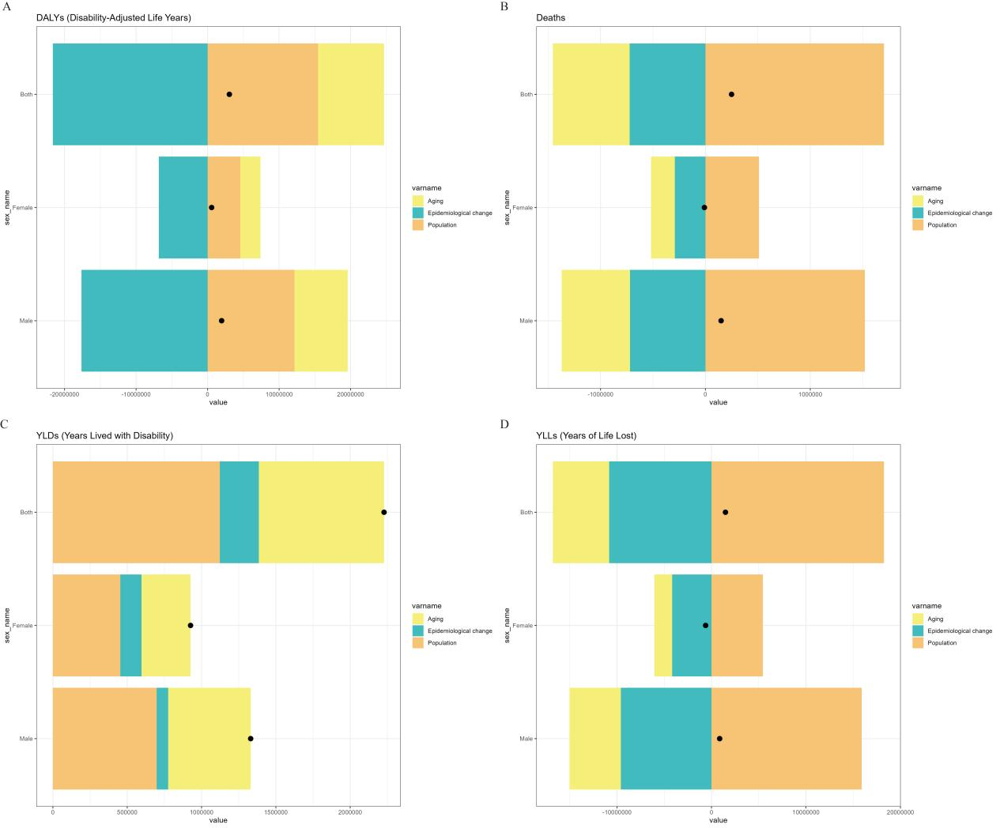 A
DALYs (Disability-Adjusted Life Years)
Both
Female
Male
sex_name
-20000000 -10000000 0 10000000 20000000
value
varname
Aging
Epidemiological change
Population
B
Deaths
Both
Female
Male
sex_name
-1000000 0 1000000
value
varname
Aging
Epidemiological change
Population
C
YLDs (Years Lived with Disability)
Both
Female
Male
sex_name
0 500000 1000000 1500000 2000000
value
varname
Aging
Epidemiological change
Population
D
YLLs (Years of Life Lost)
Both
Female
Male
sex_name
-10000000 0 10000000 20000000
value
varname
Aging
Epidemiological change
Population